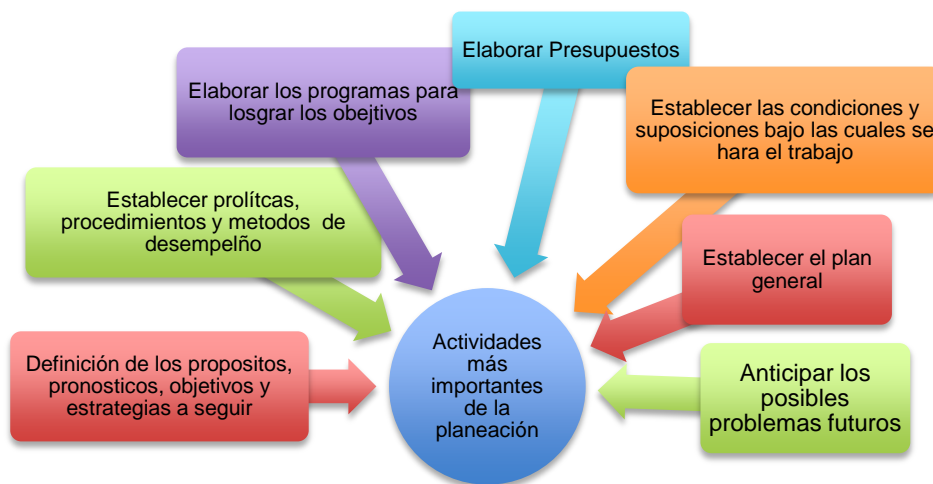 Elaborar Presupuestos
Elaborar los programas para
losgrar los obejtivos
Establecer las condiciones y
suposiciones bajo las cuales se
hara el trabajo
Establecer prolítcas,
procedimientos y metodos de
desempelño
Establecer el plan
general
Definición de los propositos,
pronosticos, objetivos y
estrategias a seguir
Actividades
más
importantes
de la
planeación
Anticipar los
posibles
problemas futuros